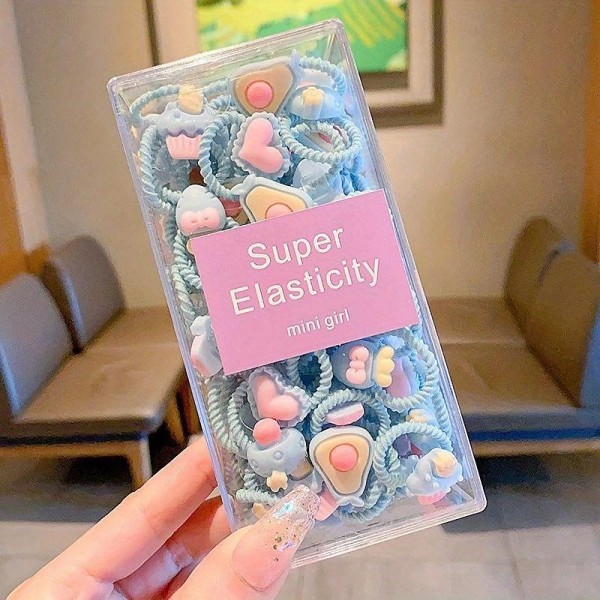 Super
Elasticity
mini girl